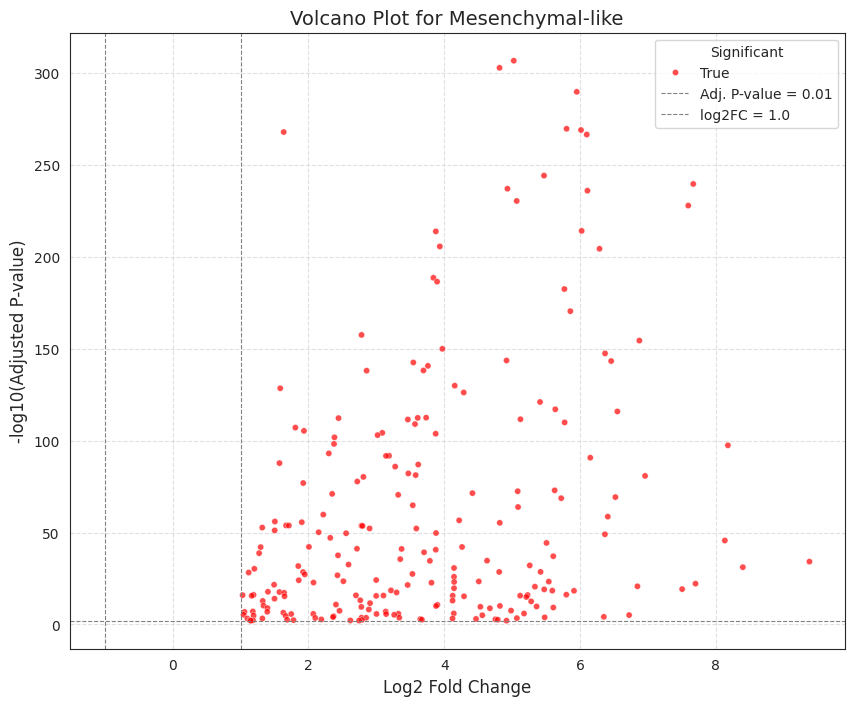 Volcano Plot for Mesenchymal-like
Significant
True
Adj. P-value = 0.01
log2FC = 1.0
-log10(Adjusted P-value)
300
250
200
150
100
50
0
0 2 4 6 8
Log2 Fold Change